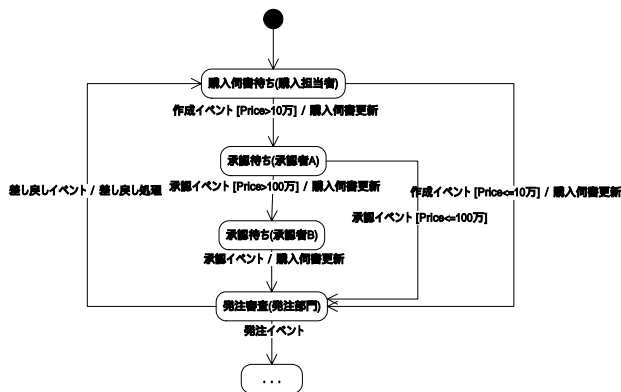 購入伺書待ち(購入担当者)
作成イベント [Price>10万] / 購入伺書更新
承認待ち(承認者A)
差し戻しイベント / 差し戻し処理
承認イベント [Price>100万] / 購入伺書更新
作成イベント [Price<=10万] / 購入伺書更新
承認イベント [Price<=100万]
承認待ち(承認者B)
承認イベント / 購入伺書更新
発注審査(発注部門)
発注イベント
. . .